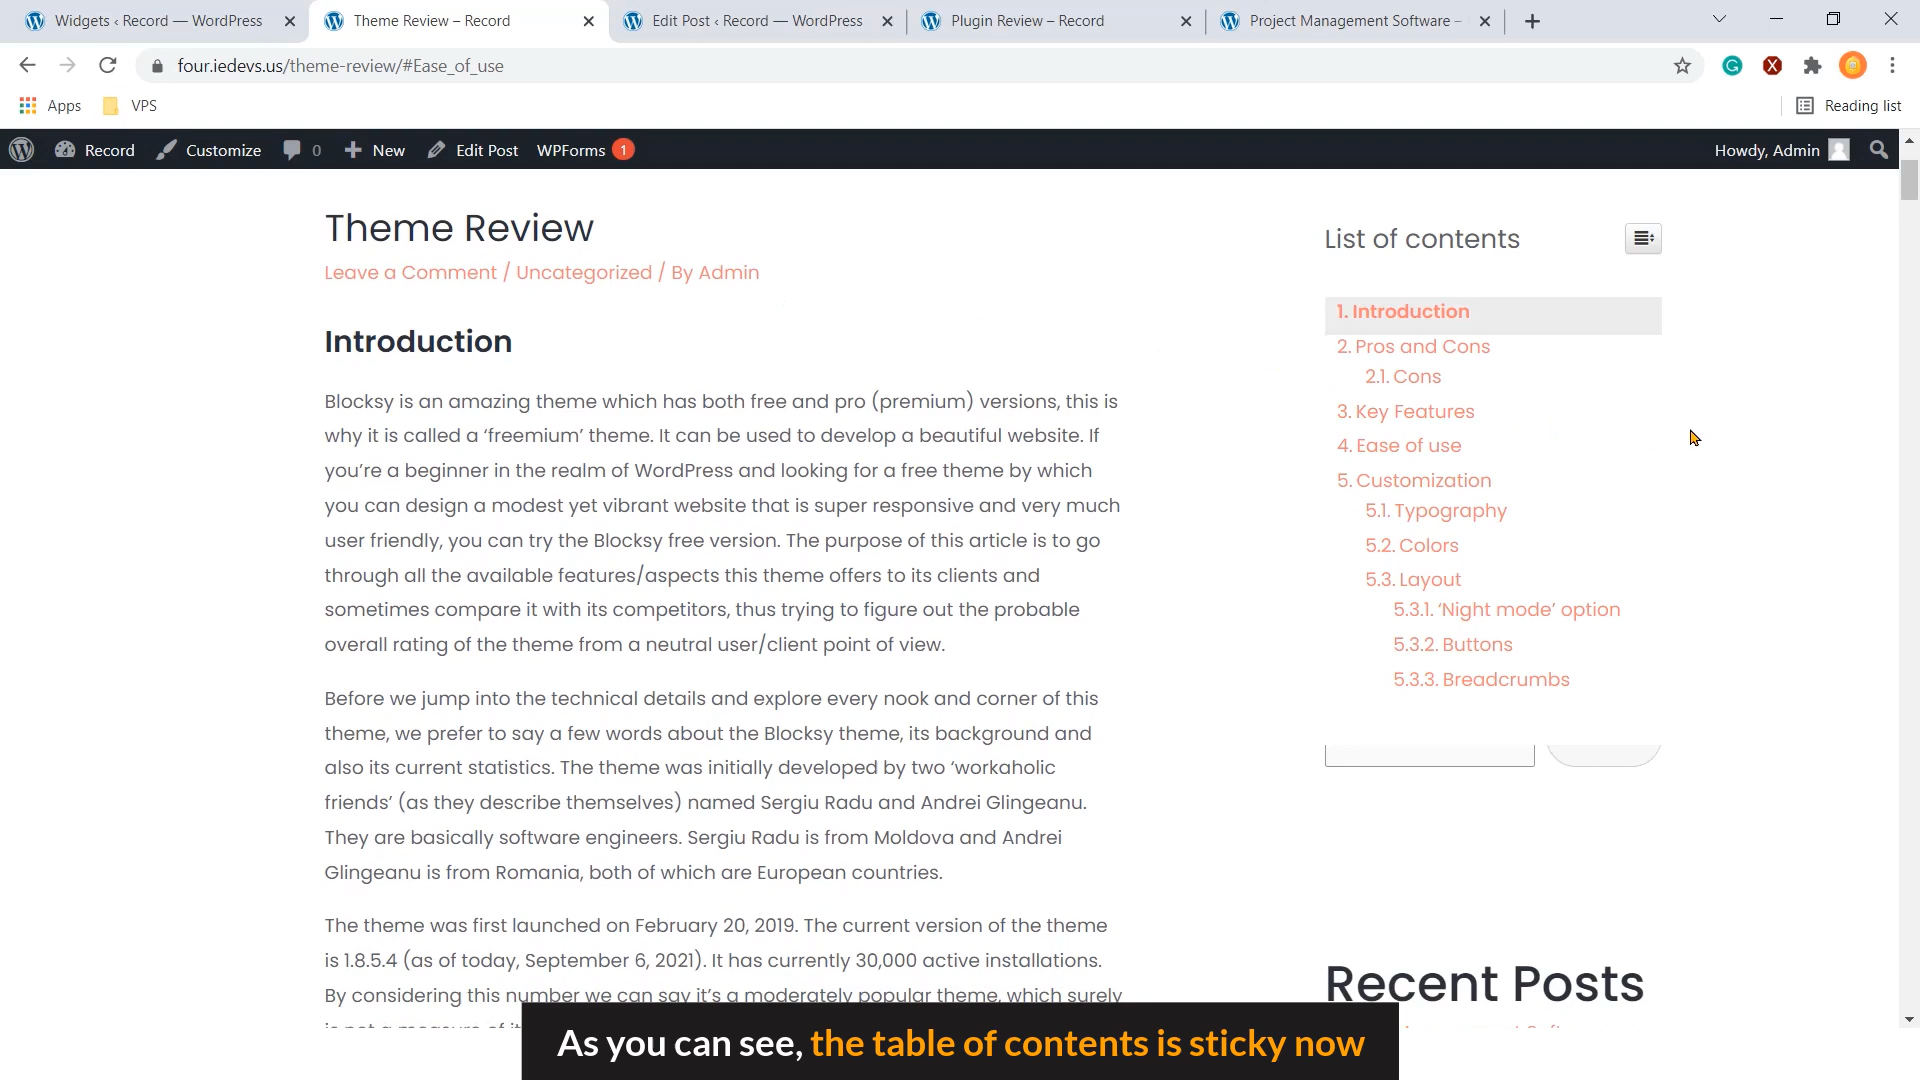 Widgets ‹ Record — WordPress
Theme Review – Record
Edit Post ‹ Record — WordPress
Plugin Review – Record
Project Management Software –
four.iedevs.us/theme-review/#Ease_of_use
Apps
VPS
Reading list
Record
Customize
0
New
Edit Post
WPForms 1
Howdy, Admin
Theme Review
Leave a Comment / Uncategorized / By Admin
Introduction
Blocksy is an amazing theme which has both free and pro (premium) versions, this is
why it is called a ‘freemium’ theme. It can be used to develop a beautiful website. If
you’re a beginner in the realm of WordPress and looking for a free theme by which
you can design a modest yet vibrant website that is super responsive and very much
user friendly, you can try the Blocksy free version. The purpose of this article is to go
through all the available features/aspects this theme offers to its clients and
sometimes compare it with its competitors, thus trying to figure out the probable
overall rating of the theme from a neutral user/client point of view.
Before we jump into the technical details and explore every nook and corner of this
theme, we prefer to say a few words about the Blocksy theme, its background and
also its current statistics. The theme was initially developed by two ‘workaholic
friends’ (as they describe themselves) named Sergiu Radu and Andrei Glingeanu.
They are basically software engineers. Sergiu Radu is from Moldova and Andrei
Glingeanu is from Romania, both of which are European countries.
The theme was first launched on February 20, 2019. The current version of the theme
is 1.8.5.4 (as of today, September 6, 2021). It has currently 30,000 active installations.
By considering this number we can say it’s a moderately popular theme, which surely
List of contents
1. Introduction
2. Pros and Cons
2.1. Cons
3. Key Features
4. Ease of use
5. Customization
5.1. Typography
5.2. Colors
5.3. Layout
5.3.1. ‘Night mode’ option
5.3.2. Buttons
5.3.3. Breadcrumbs
Recent Posts
As you can see, the table of contents is sticky now